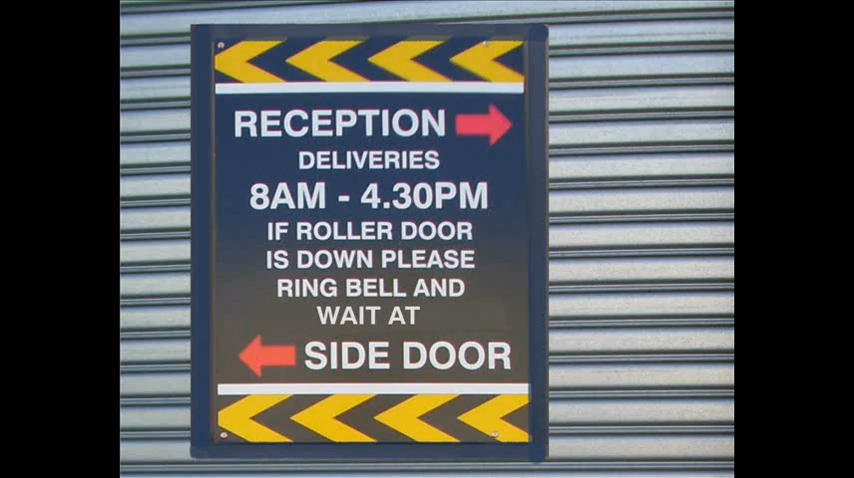 RECEPTION
DELIVERIES
8AM - 4.30PM
IF ROLLER DOOR
IS DOWN PLEASE
RING BELL AND
WAIT AT
SIDE DOOR